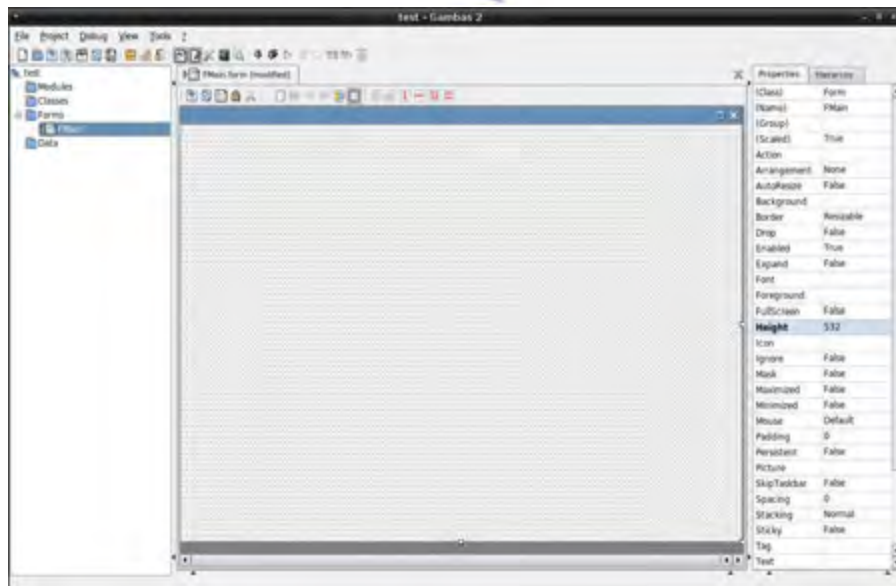 test - Gambas 2
File Project Debug View Tools ?
test
Modules
Classes
Forms
FMain
Data
FMain.form (modified)
Properties Hierarchy
(Class) Form
(Name) FMain
(Group)
(Scaled) True
Action
Arrangement None
AutoResize False
Background
Border Resizable
Drop False
Enabled True
Expand False
Font
Foreground
FullScreen False
Height 532
Icon
Ignore False
Mask False
Maximized False
Minimized False
Mouse Default
Padding 0
Persistent False
Picture
SkipTaskbar False
Spacing 0
Stacking Normal
Sticky False
Tag
Text